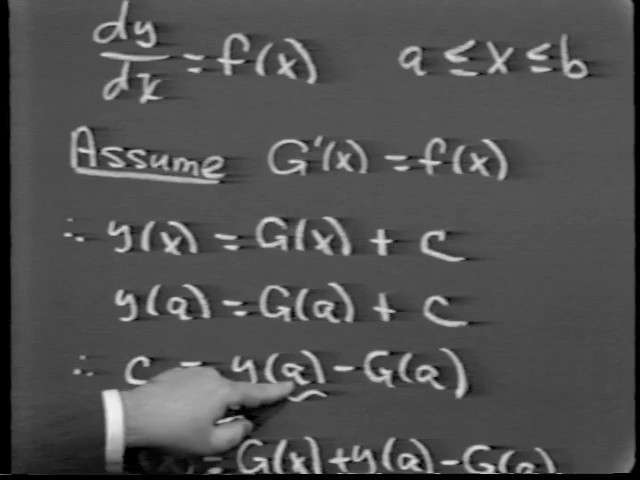 dy/dx = f(x) a ≤ x ≤ b
Assume G'(x) = f(x)
∴ y(x) = G(x) + c
y(a) = G(a) + c
∴ c = y(a) - G(a)
= G(x) + y(a) - G(a)